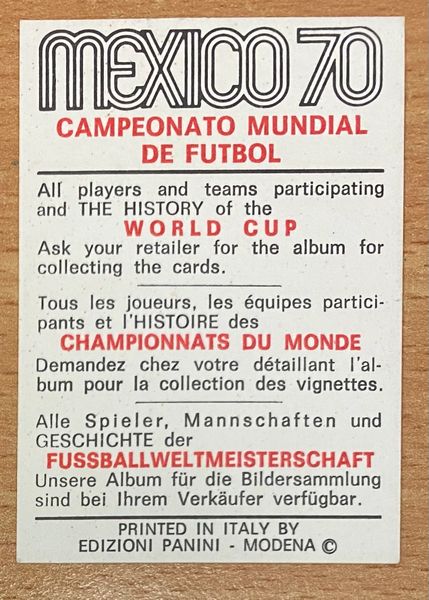 MEXICO 70
CAMPEONATO MUNDIAL
DE FUTBOL
All players and teams participating
and THE HISTORY of the
WORLD CUP
Ask your retailer for the album for
collecting the cards.
Tous les joueurs, les équipes partici-
pants et l'HISTOIRE des
CHAMPIONNATS DU MONDE
Demandez chez votre détaillant l'al-
bum pour la collection des vignettes.
Alle Spieler, Mannschaften und
GESCHICHTE der
FUSSBALLWELTMEISTERSCHAFT
Unsere Album für die Bildersammlung
sind bei Ihrem Verkäufer verfügbar.
PRINTED IN ITALY BY
EDIZIONI PANINI - MODENA ©